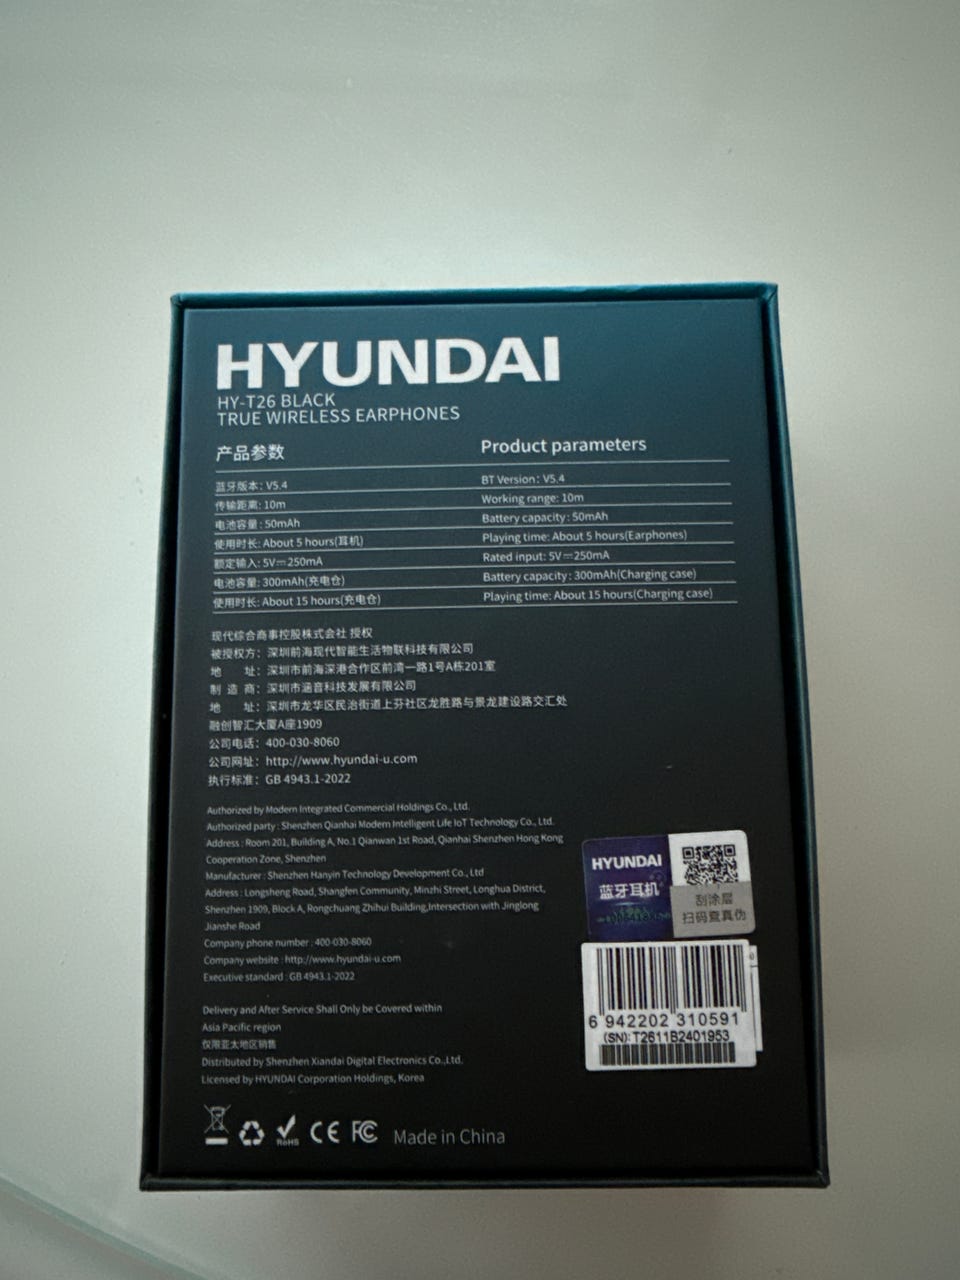 HYUNDAI
HY-T26 BLACK
TRUE WIRELESS EARPHONES
产品参数
Product parameters
蓝牙版本: V5.4
BT Version: V5.4
传输距离: 10m
Working range: 10m
电池容量: 50mAh
Battery capacity: 50mAh
使用时长: About 5 hours(耳机)
Playing time: About 5 hours(Earphones)
额定输入: 5V⎓250mA
Rated input: 5V⎓250mA
电池容量: 300mAh(充电仓)
Battery capacity: 300mAh(Charging case)
使用时长: About 15 hours(充电仓)
Playing time: About 15 hours(Charging case)
现代综合商事控股株式会社 授权
被授权方：深圳前海现代智能生活物联科技有限公司
地 址：深圳市前海深港合作区前湾一路1号A栋201室
制 造 商：深圳市涵音科技发展有限公司
地 址：深圳市龙华区民治街道上芬社区龙胜路与景龙建设路交汇处
融创智汇大厦A座1909
公司电话：400-030-8060
公司网址：http://www.hyundai-u.com
执行标准：GB 4943.1-2022
Authorized by Modern Integrated Commercial Holdings Co., Ltd.
Authorized party : Shenzhen Qianhai Modern Intelligent Life IoT Technology Co., Ltd.
Address : Room 201, Building A, No.1 Qianwan 1st Road, Qianhai Shenzhen Hong Kong
Cooperation Zone, Shenzhen
Manufacturer : Shenzhen Hanyin Technology Development Co., Ltd
Address : Longsheng Road, Shangfen Community, Minzhi Street, Longhua District,
Shenzhen 1909, Block A, Rongchuang Zhihui Building,Intersection with Jinglong
Jianshe Road
Company phone number : 400-030-8060
Company website : http://www.hyundai-u.com
Executive standard : GB 4943.1-2022
Delivery and After Service Shall Only be Covered within
Asia Pacific region
仅限亚太地区销售
Distributed by Shenzhen Xiandai Digital Electronics Co.,Ltd.
Licensed by HYUNDAI Corporation Holdings, Korea
RoHS
CE FC Made in China
HYUNDAI
蓝牙耳机
刮涂层
扫码查真伪
6 942202 310591
(SN): T2611B2401953